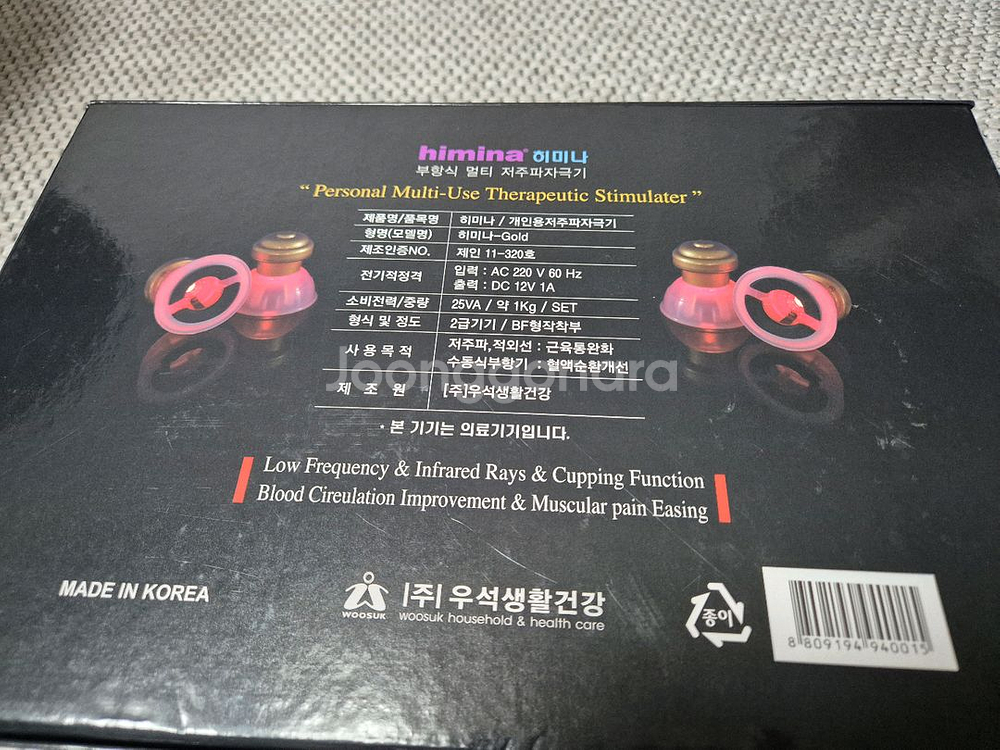 himina® 히미나
부항식 멀티 저주파자극기
“Personal Multi-Use Therapeutic Stimulater”
제품명/품목명 히미나 / 개인용저주파자극기
형명(모델명) 히미나-Gold
제조인증NO. 제인 11-320호
전기적정격 입력 : AC 220 V 60 Hz
출력 : DC 12V 1A
소비전력/중량 25VA / 약 1Kg / SET
형식 및 정도 2급기기 / BF형작착부
사용목적 저주파,적외선 : 근육통완화
수동식부항기 : 혈액순환개선
제 조 원 [주]우석생활건강
Joonggonara
* 본 기기는 의료기기입니다.
Low Frequency & Infrared Rays & Cupping Function
Blood Cireulation Improvement & Muscular pain Easing
MADE IN KOREA
WOOSUK
|주|우석생활건강
woosuk household & health care
종이
8 809194 940015